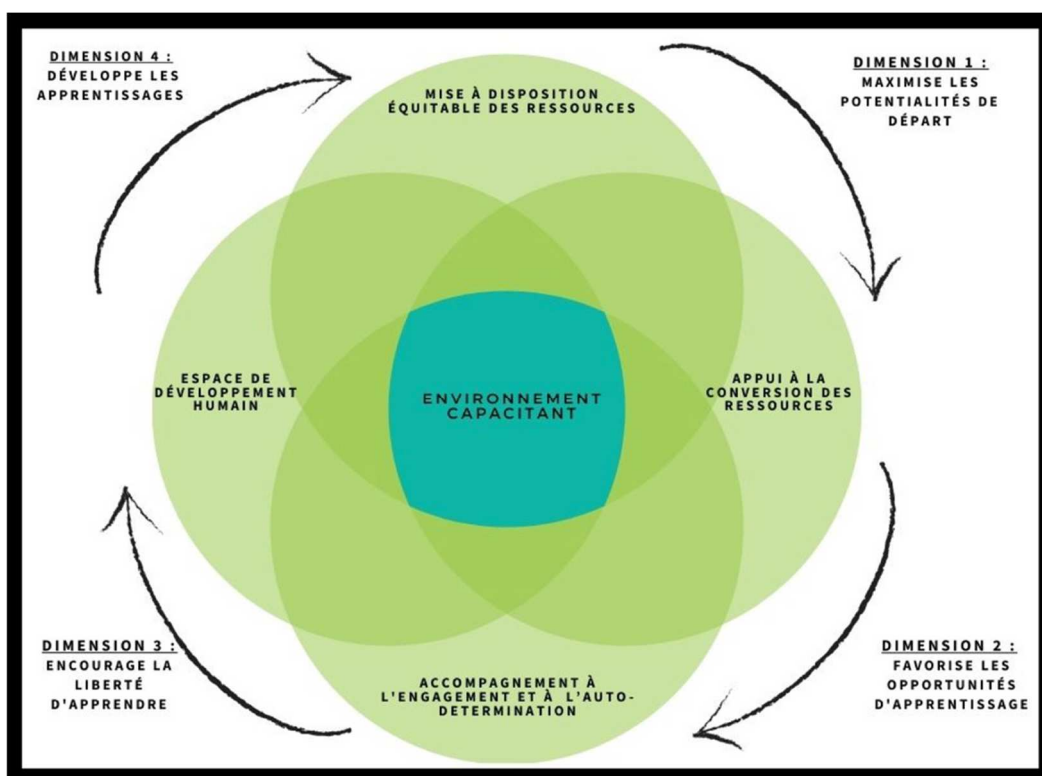 DIMENSION 4 :
DÉVELOPPE LES
APPRENTISSAGES
MISE À DISPOSITION
ÉQUITABLE DES RESSOURCES
DIMENSION 1 :
MAXIMISE LES
POTENTIALITÉS DE
DÉPART
ESPACE DE
DÉVELOPPEMENT
HUMAIN
ENVIRONNEMENT
CAPACITANT
APPUI À LA
CONVERSION DES
RESSOURCES
DIMENSION 3 :
ENCOURAGE LA
LIBERTÉ
D'APPRENDRE
ACCOMPAGNEMENT À
L'ENGAGEMENT ET À L'AUTO-
DETERMINATION
DIMENSION 2 :
FAVORISE LES
OPPORTUNITÉS
D'APPRENTISSAGE